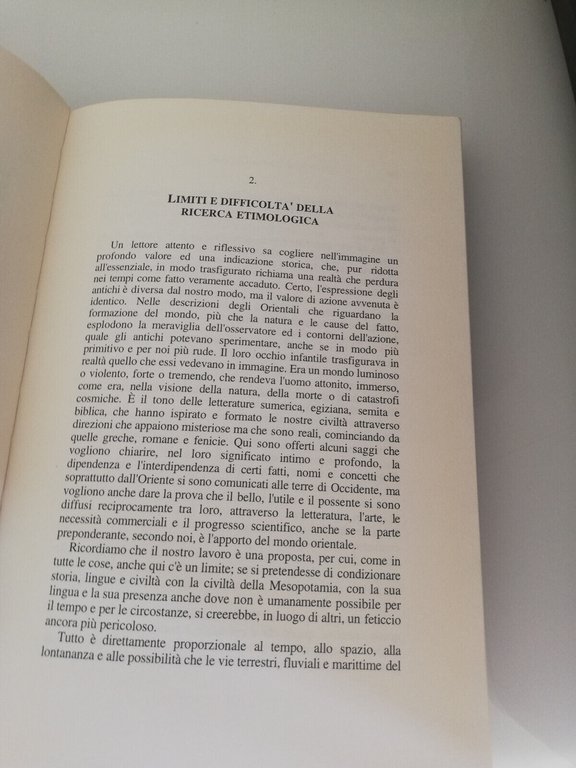 2.
LIMITI E DIFFICOLTA' DELLA
RICERCA ETIMOLOGICA
Un lettore attento e riflessivo sa cogliere nell'immagine un
profondo valore ed una indicazione storica, che, pur ridotta
all'essenziale, in modo trasfigurato richiama una realtà che perdura
nei tempi come fatto veramente accaduto. Certo, l'espressione degli
antichi è diversa dal nostro modo, ma il valore di azione avvenuta è
identico. Nelle descrizioni degli Orientali che riguardano la
formazione del mondo, più che la natura e le cause del fatto,
esplodono la meraviglia dell'osservatore ed i contorni dell'azione,
quale gli antichi potevano sperimentare, anche se in modo più
primitivo e per noi più rude. Il loro occhio infantile trasfigurava in
realtà quello che essi vedevano in immagine. Era un mondo luminoso
o violento, forte o tremendo, che rendeva l'uomo attonito, immerso,
come era, nella visione della natura, della morte o di catastrofi
cosmiche. È il tono delle letterature sumerica, egiziana, semita e
biblica, che hanno ispirato e formato le nostre civiltà attraverso
direzioni che appaiono misteriose ma che sono reali, cominciando da
quelle greche, romane e fenicie. Qui sono offerti alcuni saggi che
vogliono chiarire, nel loro significato intimo e profondo, la
dipendenza e l'interdipendenza di certi fatti, nomi e concetti che
soprattutto dall'Oriente si sono comunicati alle terre di Occidente, ma
vogliono anche dare la prova che il bello, l'utile e il possente si sono
diffusi reciprocamente tra loro, attraverso la letteratura, l'arte, le
necessità commerciali e il progresso scientifico, anche se la parte
preponderante, secondo noi, è l'apporto del mondo orientale.
Ricordiamo che il nostro lavoro è una proposta, per cui, come in
tutte le cose, anche qui c'è un limite; se si pretendesse di condizionare
storia, lingue e civiltà con la civiltà della Mesopotamia, con la sua
lingua e la sua presenza anche dove non è umanamente possibile per
il tempo e per le circostanze, si creerebbe, in luogo di altri, un feticcio
ancora più pericoloso.
Tutto è direttamente proporzionale al tempo, allo spazio, alla
lontananza e alle possibilità che le vie terrestri, fluviali e marittime del